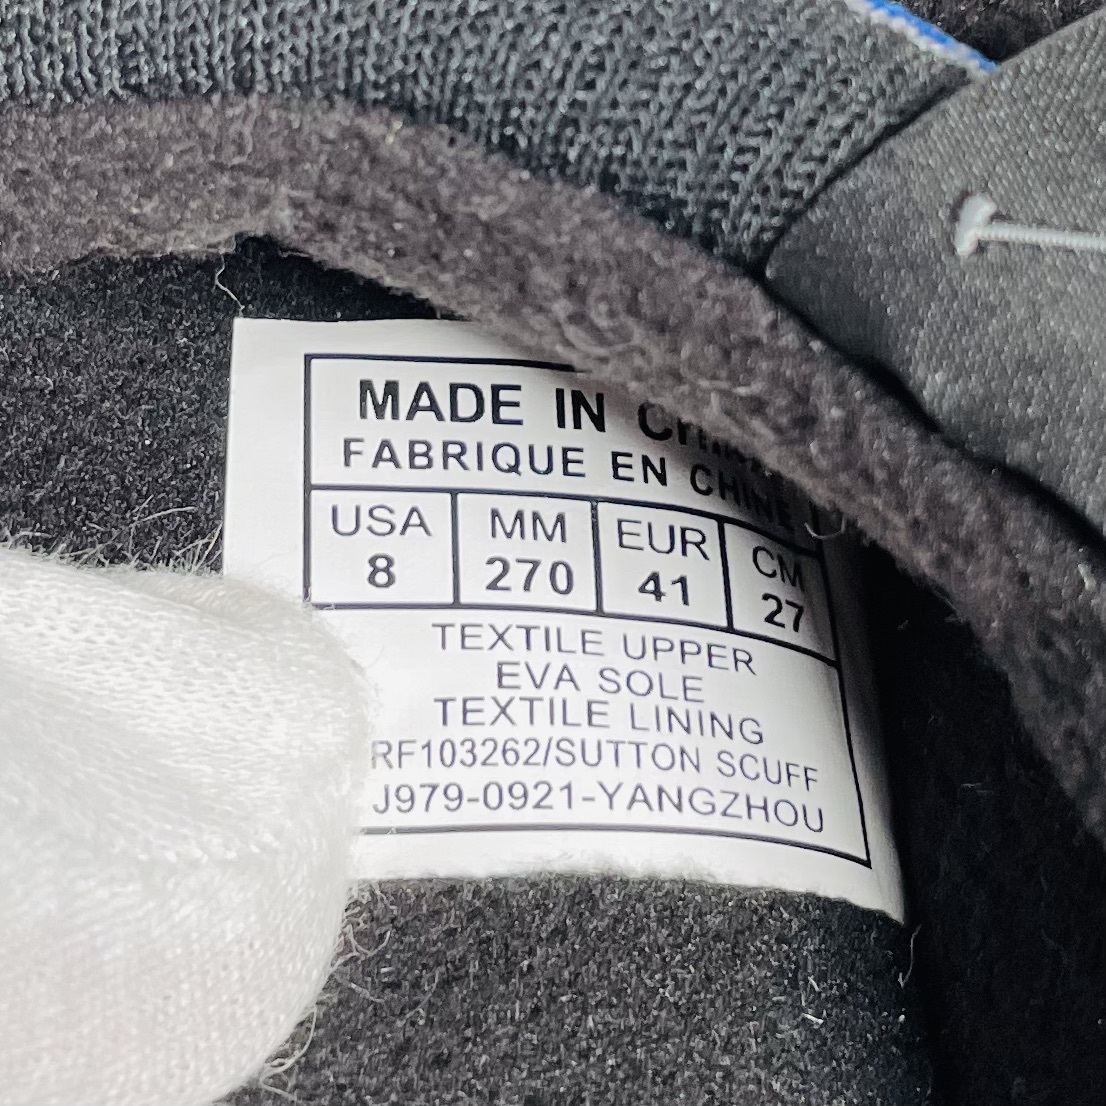 MADE IN CHINA
FABRIQUE EN CHINE
USA MM EUR CM
8 270 41 27
TEXTILE UPPER
EVA SOLE
TEXTILE LINING
RF103262/SUTTON SCUFF
J979-0921-YANGZHOU